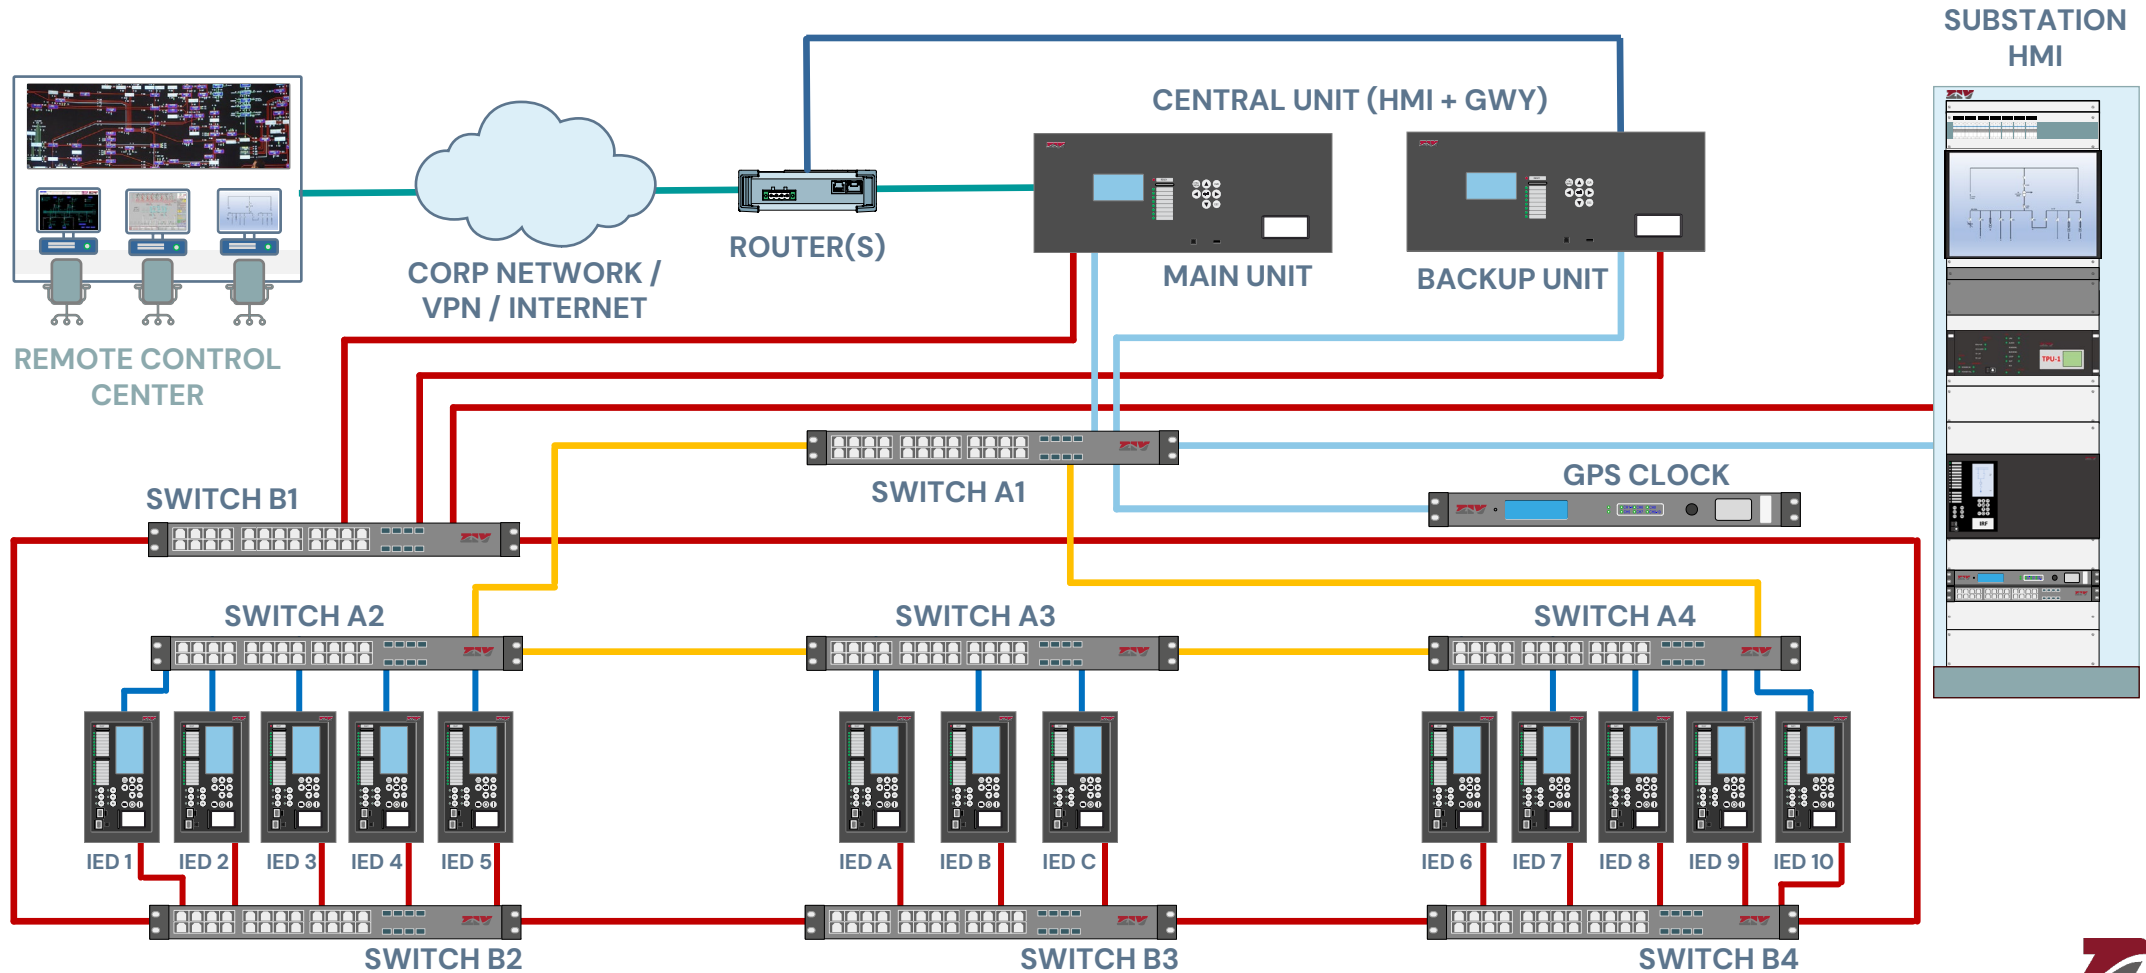 SUBSTATION
HMI
CENTRAL UNIT (HMI + GWY)
ROUTER(S)
MAIN UNIT
BACKUP UNIT
CORP NETWORK /
VPN / INTERNET
REMOTE CONTROL
CENTER
TPU-1
SWITCH A1
GPS CLOCK
SWITCH B1
IRF
SWITCH A2
SWITCH A3
SWITCH A4
IED 1
IED 2
IED 3
IED 4
IED 5
IED A
IED B
IED C
IED 6
IED 7
IED 8
IED 9
IED 10
SWITCH B2
SWITCH B3
SWITCH B4